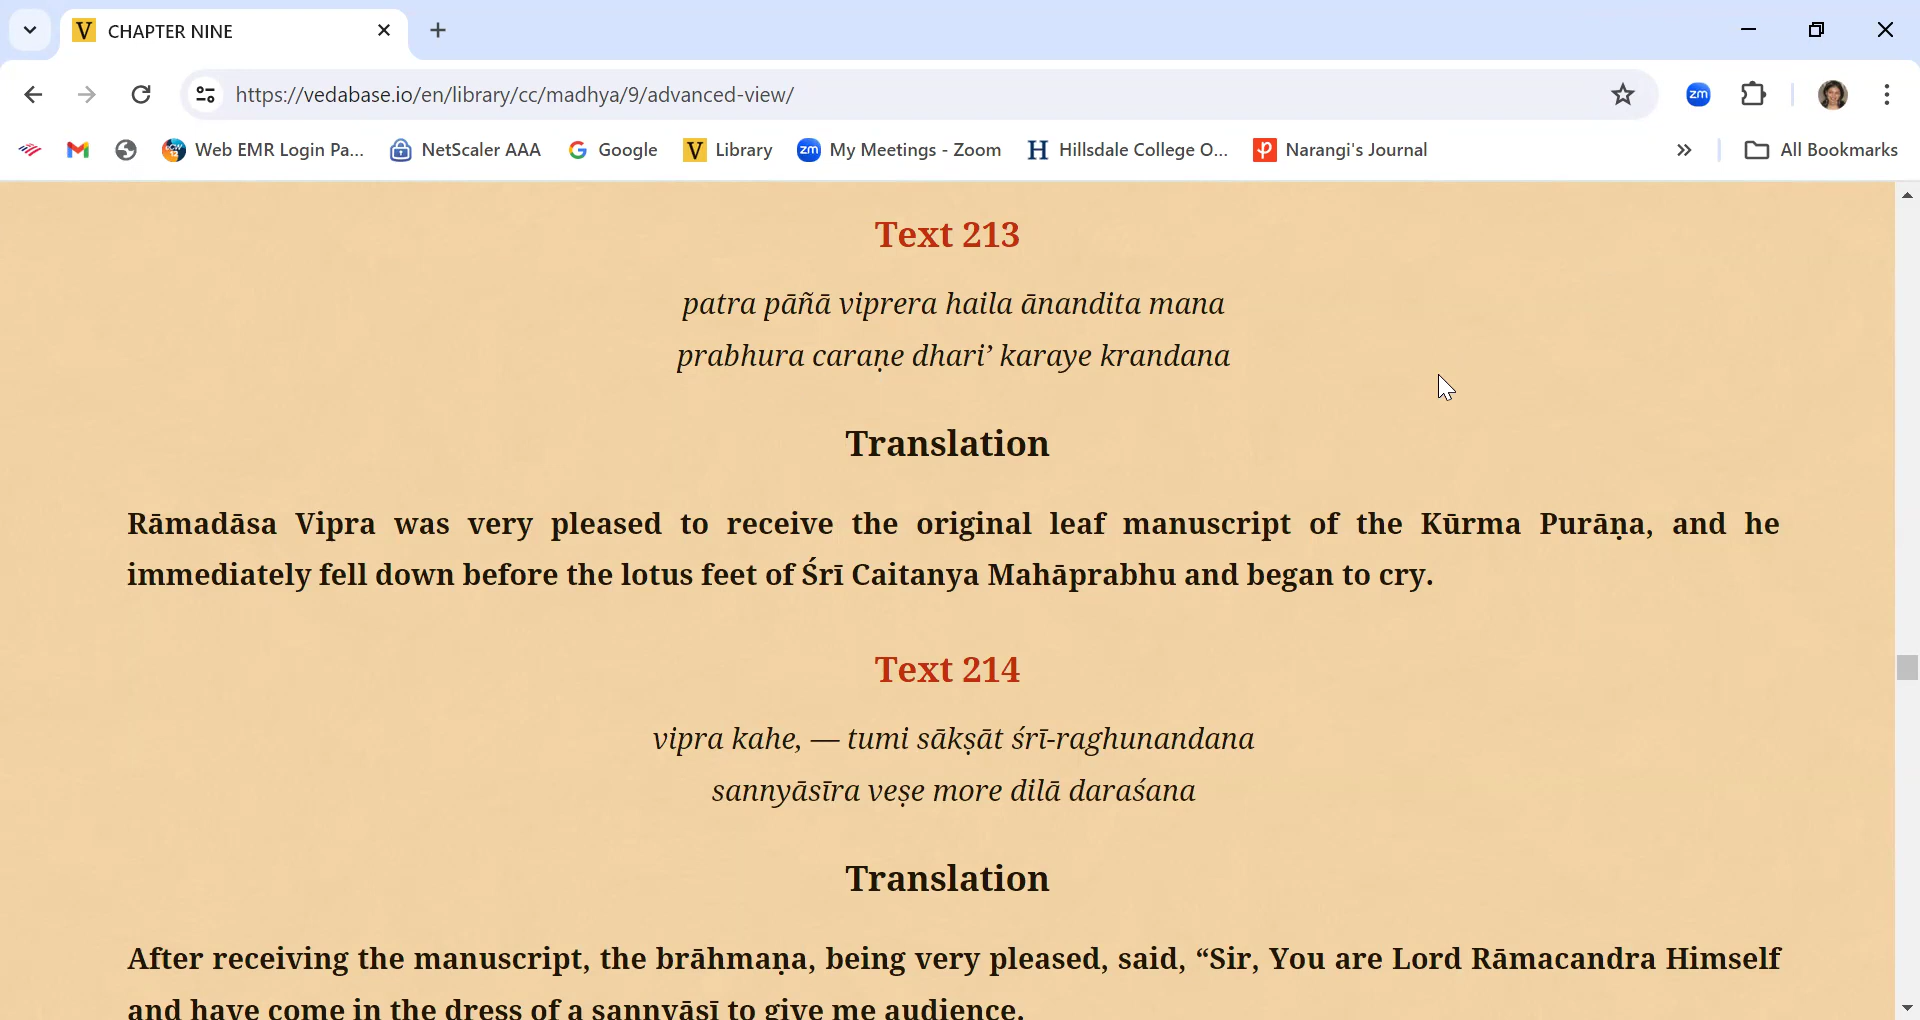 CHAPTER NINE
https://vedabase.io/en/library/cc/madhya/9/advanced-view/
zm
Web EMR Login Pa... NetScaler AAA Google Library My Meetings - Zoom Hillsdale College O... Narangi's Journal » All Bookmarks
Text 213
patra pāñā viprera haila ānandita mana
prabhura caraṇe dhari’ karaye krandana
Translation
Rāmadāsa Vipra was very pleased to receive the original leaf manuscript of the Kūrma Purāṇa, and he
immediately fell down before the lotus feet of Śrī Caitanya Mahāprabhu and began to cry.
Text 214
vipra kahe, — tumi sākṣāt śrī-raghunandana
sannyāsīra veṣe more dilā daraśana
Translation
After receiving the manuscript, the brāhmaṇa, being very pleased, said, “Sir, You are Lord Rāmacandra Himself
and have come in the dress of a sannyāsī to give me audience.